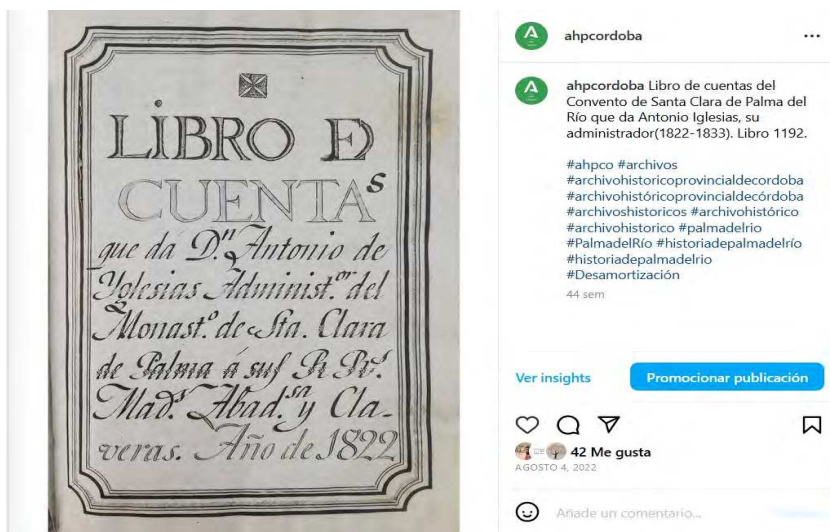 LIBRO DE
CUENTAS
que dá D.n Antonio de
Yglesias Administ.or del
Monast.o de Sta. Clara
de Palma á sus R. R.s
Mad.s Abad.sa y Cla-
veras. Año de 1822
ahpcordoba
ahpcordoba Libro de cuentas del
Convento de Santa Clara de Palma del
Río que da Antonio Iglesias, su
administrador(1822-1833). Libro 1192.
#ahpco #archivos
#archivohistoricoprovincialdecordoba
#archivohistóricoprovincialdecórdoba
#archivoshistoricos #archivohistórico
#archivohistorico #palmadelrio
#PalmadelRío #historiadepalmadelrío
#historiadepalmadelrio
#Desamortización
44 sem
Ver insights
Promocionar publicación
42 Me gusta
AGOSTO 4, 2022
Añade un comentario...